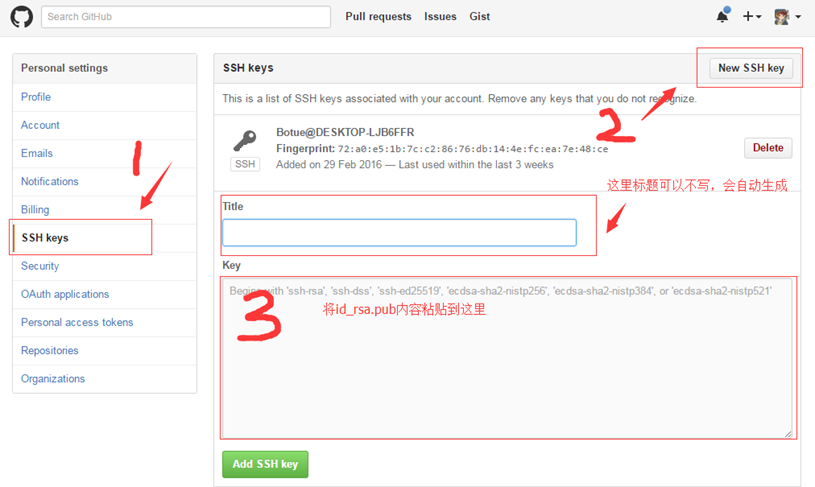 Search GitHub
Pull requests
Issues
Gist
Personal settings
Profile
Account
Emails
Notifications
Billing
SSH keys
Security
OAuth applications
Personal access tokens
Repositories
Organizations
1
SSH keys
New SSH key
This is a list of SSH keys associated with your account. Remove any keys that you do not recognize.
2
Botue@DESKTOP-LJB6FFR
Fingerprint: 72:a0:e5:1b:7c:c2:86:76:db:14:4e:fc:ea:7e:48:ce
SSH
Added on 29 Feb 2016 — Last used within the last 3 weeks
Delete
这里标题可以不写，会自动生成
Title
Key
Begins with 'ssh-rsa', 'ssh-dss', 'ssh-ed25519', 'ecdsa-sha2-nistp256', 'ecdsa-sha2-nistp384', or 'ecdsa-sha2-nistp521'
3
将id_rsa.pub内容粘贴到这里
Add SSH key